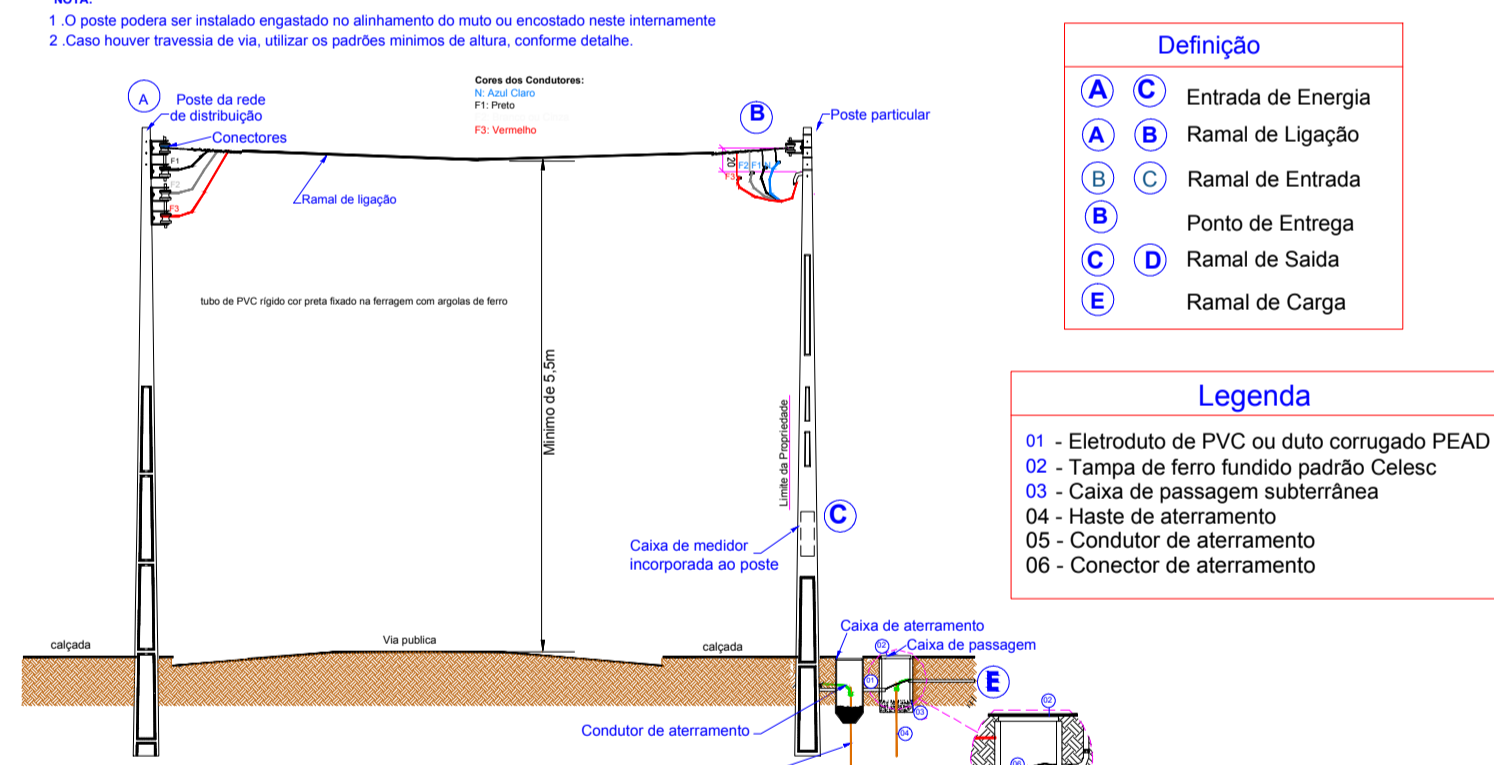 NOTA:
1 .O poste podera ser instalado engastado no alinhamento do muto ou encostado neste internamente
2 .Caso houver travessia de via, utilizar os padrões minimos de altura, conforme detalhe.
Cores dos Condutores:
N: Azul Claro
F1: Preto
F3: Vermelho
A
Poste da rede
de distribuição
Conectores
F1
F2
F3
Ramal de ligação
B
Poste particular
20
F2 F1 N
F3
tubo de PVC rígido cor preta fixado na ferragem com argolas de ferro
Minimo de 5,5m
Limite da Propriedade
C
Caixa de medidor
incorporada ao poste
calçada
Via publica
calçada
Caixa de aterramento
02
Caixa de passagem
01
E
03
04
Condutor de aterramento
02
06
Definição
A C Entrada de Energia
A B Ramal de Ligação
B C Ramal de Entrada
B Ponto de Entrega
C D Ramal de Saida
E Ramal de Carga
Legenda
01 - Eletroduto de PVC ou duto corrugado PEAD
02 - Tampa de ferro fundido padrão Celesc
03 - Caixa de passagem subterrânea
04 - Haste de aterramento
05 - Condutor de aterramento
06 - Conector de aterramento